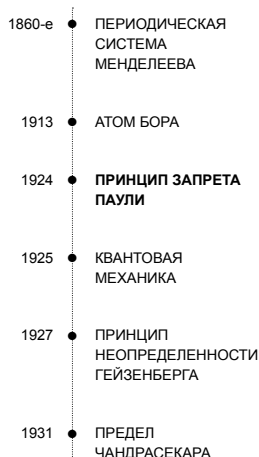 1860-е ПЕРИОДИЧЕСКАЯ
СИСТЕМА
МЕНДЕЛЕЕВА
1913 АТОМ БОРА
1924 ПРИНЦИП ЗАПРЕТА
ПАУЛИ
1925 КВАНТОВАЯ
МЕХАНИКА
1927 ПРИНЦИП
НЕОПРЕДЕЛЕННОСТИ
ГЕЙЗЕНБЕРГА
1931 ПРЕДЕЛ
ЧАНДРАСЕКАРА